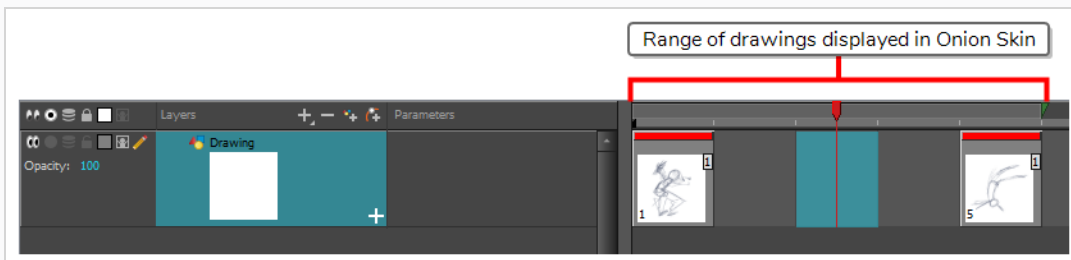 Range of drawings displayed in Onion Skin
Layers
Parameters
Drawing
Opacity: 100
1
1
1
5